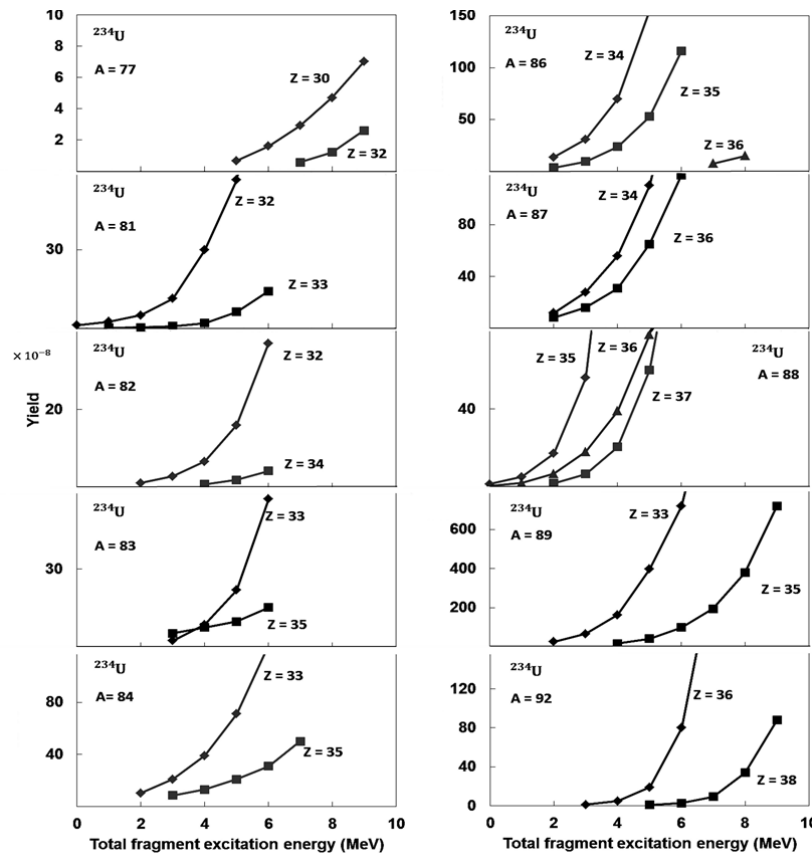 10
8
6
4
2
²³⁴U
A = 77
Z = 30
Z = 32
30
²³⁴U
A = 81
Z = 32
Z = 33
× 10⁻⁸
Yield
20
²³⁴U
A = 82
Z = 32
Z = 34
30
²³⁴U
A = 83
Z = 33
Z = 35
80
40
²³⁴U
A = 84
Z = 33
Z = 35
0 2 4 6 8 10
Total fragment excitation energy (MeV)
150
100
50
²³⁴U
A = 86
Z = 34
Z = 35
Z = 36
80
40
²³⁴U
A = 87
Z = 34
Z = 36
40
Z = 35
Z = 36
²³⁴U
A = 88
Z = 37
600
400
200
²³⁴U
A = 89
Z = 33
Z = 35
120
80
40
0
²³⁴U
A = 92
Z = 36
Z = 38
0 2 4 6 8 10
Total fragment excitation energy (MeV)